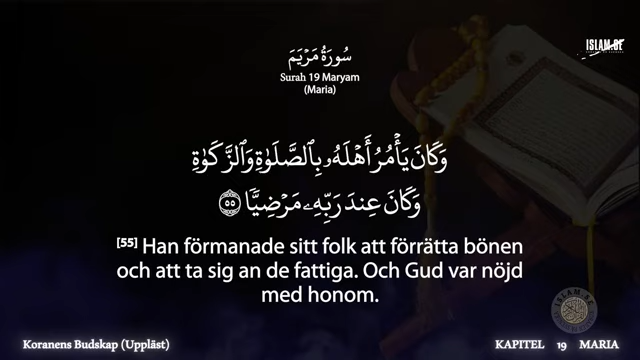 ISLAM.SE
سُورَةُ مَرْيَمَ
Surah 19 Maryam
(Maria)
وَكَانَ يَأْمُرُ أَهْلَهُۥ بِٱلصَّلَوٰةِ وَٱلزَّكَوٰةِ
وَكَانَ عِندَ رَبِّهِۦ مَرْضِيًّا ۝٥٥
[55] Han förmanade sitt folk att förrätta bönen
och att ta sig an de fattiga. Och Gud var nöjd
med honom.
ISLAM.SE
Koranens Budskap (Uppläst)
KAPITEL 19 MARIA